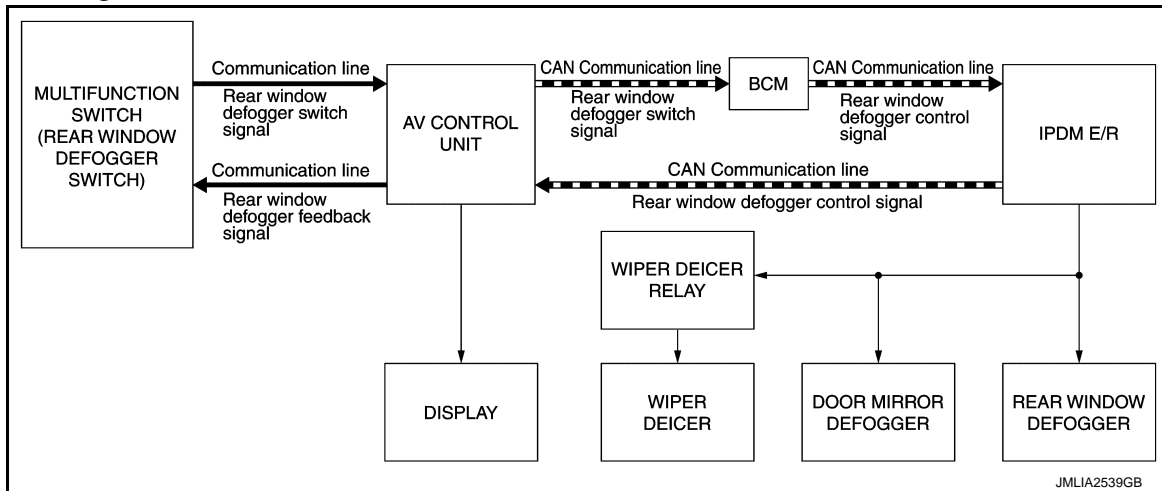 MULTIFUNCTION
SWITCH
(REAR WINDOW
DEFOGGER
SWITCH)
Communication line
Rear window
defogger switch
signal
Communication line
Rear window
defogger feedback
signal
AV CONTROL
UNIT
CAN Communication line
Rear window
defogger switch
signal
BCM
CAN Communication line
Rear window
defogger control
signal
IPDM E/R
CAN Communication line
Rear window defogger control signal
WIPER DEICER
RELAY
DISPLAY
WIPER
DEICER
DOOR MIRROR
DEFOGGER
REAR WINDOW
DEFOGGER
JMLIA2539GB